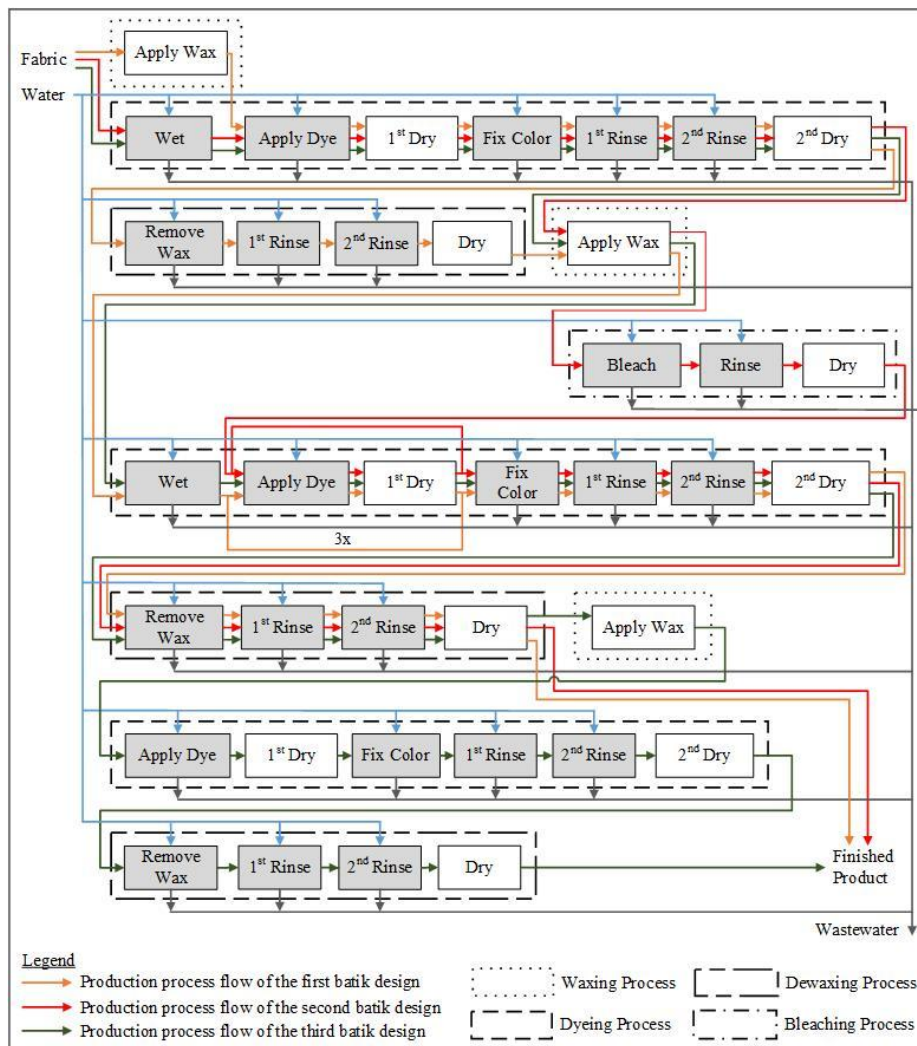 Apply Wax
Fabric
Water
Wet
Apply Dye
1st Dry
Fix Color
1st Rinse
2nd Rinse
2nd Dry
Remove
Wax
1st Rinse
2nd Rinse
Dry
Apply Wax
Bleach
Rinse
Dry
Wet
Apply Dye
1st Dry
Fix
Color
1st Rinse
2nd Rinse
2nd Dry
3x
Remove
Wax
1st Rinse
2nd Rinse
Dry
Apply Wax
Apply Dye
1st Dry
Fix Color
1st Rinse
2nd Rinse
2nd Dry
Remove
Wax
1st Rinse
2nd Rinse
Dry
Finished
Product
Wastewater
Legend
Production process flow of the first batik design
Production process flow of the second batik design
Production process flow of the third batik design
Waxing Process
Dewaxing Process
Dyeing Process
Bleaching Process